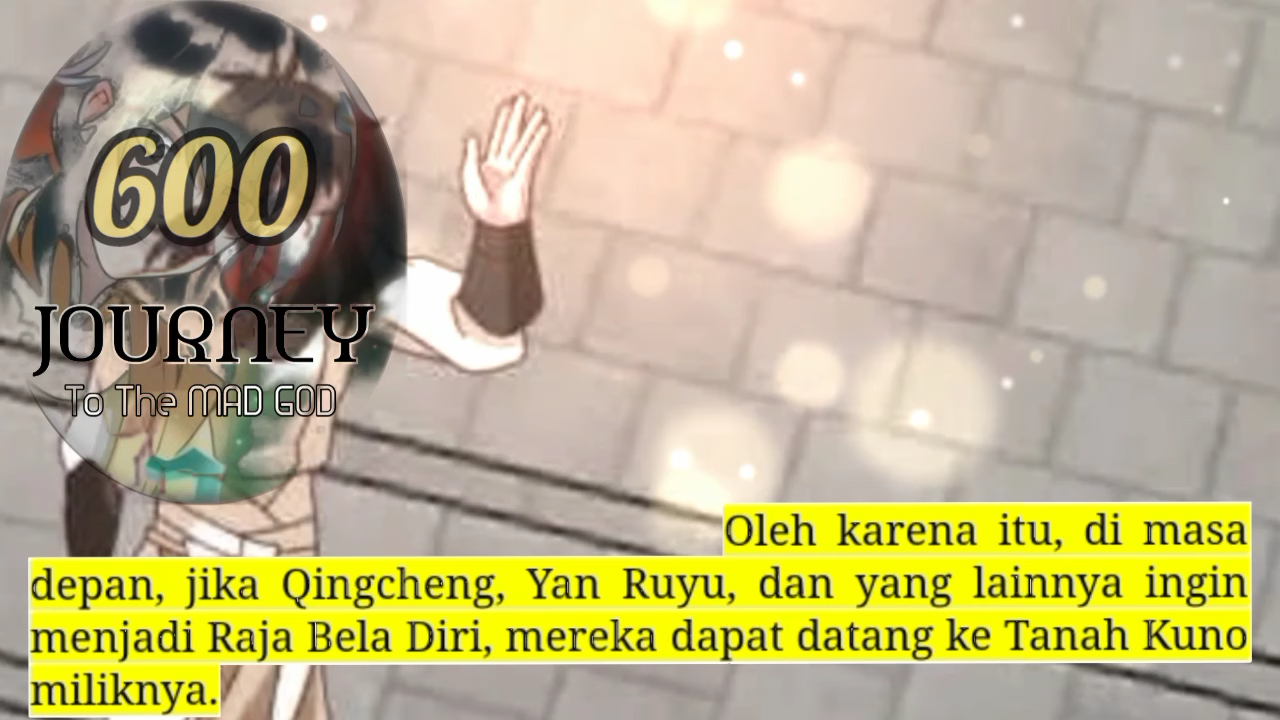 600
JOURNEY
To The MAD GOD
Oleh karena itu, di masa
depan, jika Qingcheng, Yan Ruyu, dan yang lainnya ingin
menjadi Raja Bela Diri, mereka dapat datang ke Tanah Kuno
miliknya.